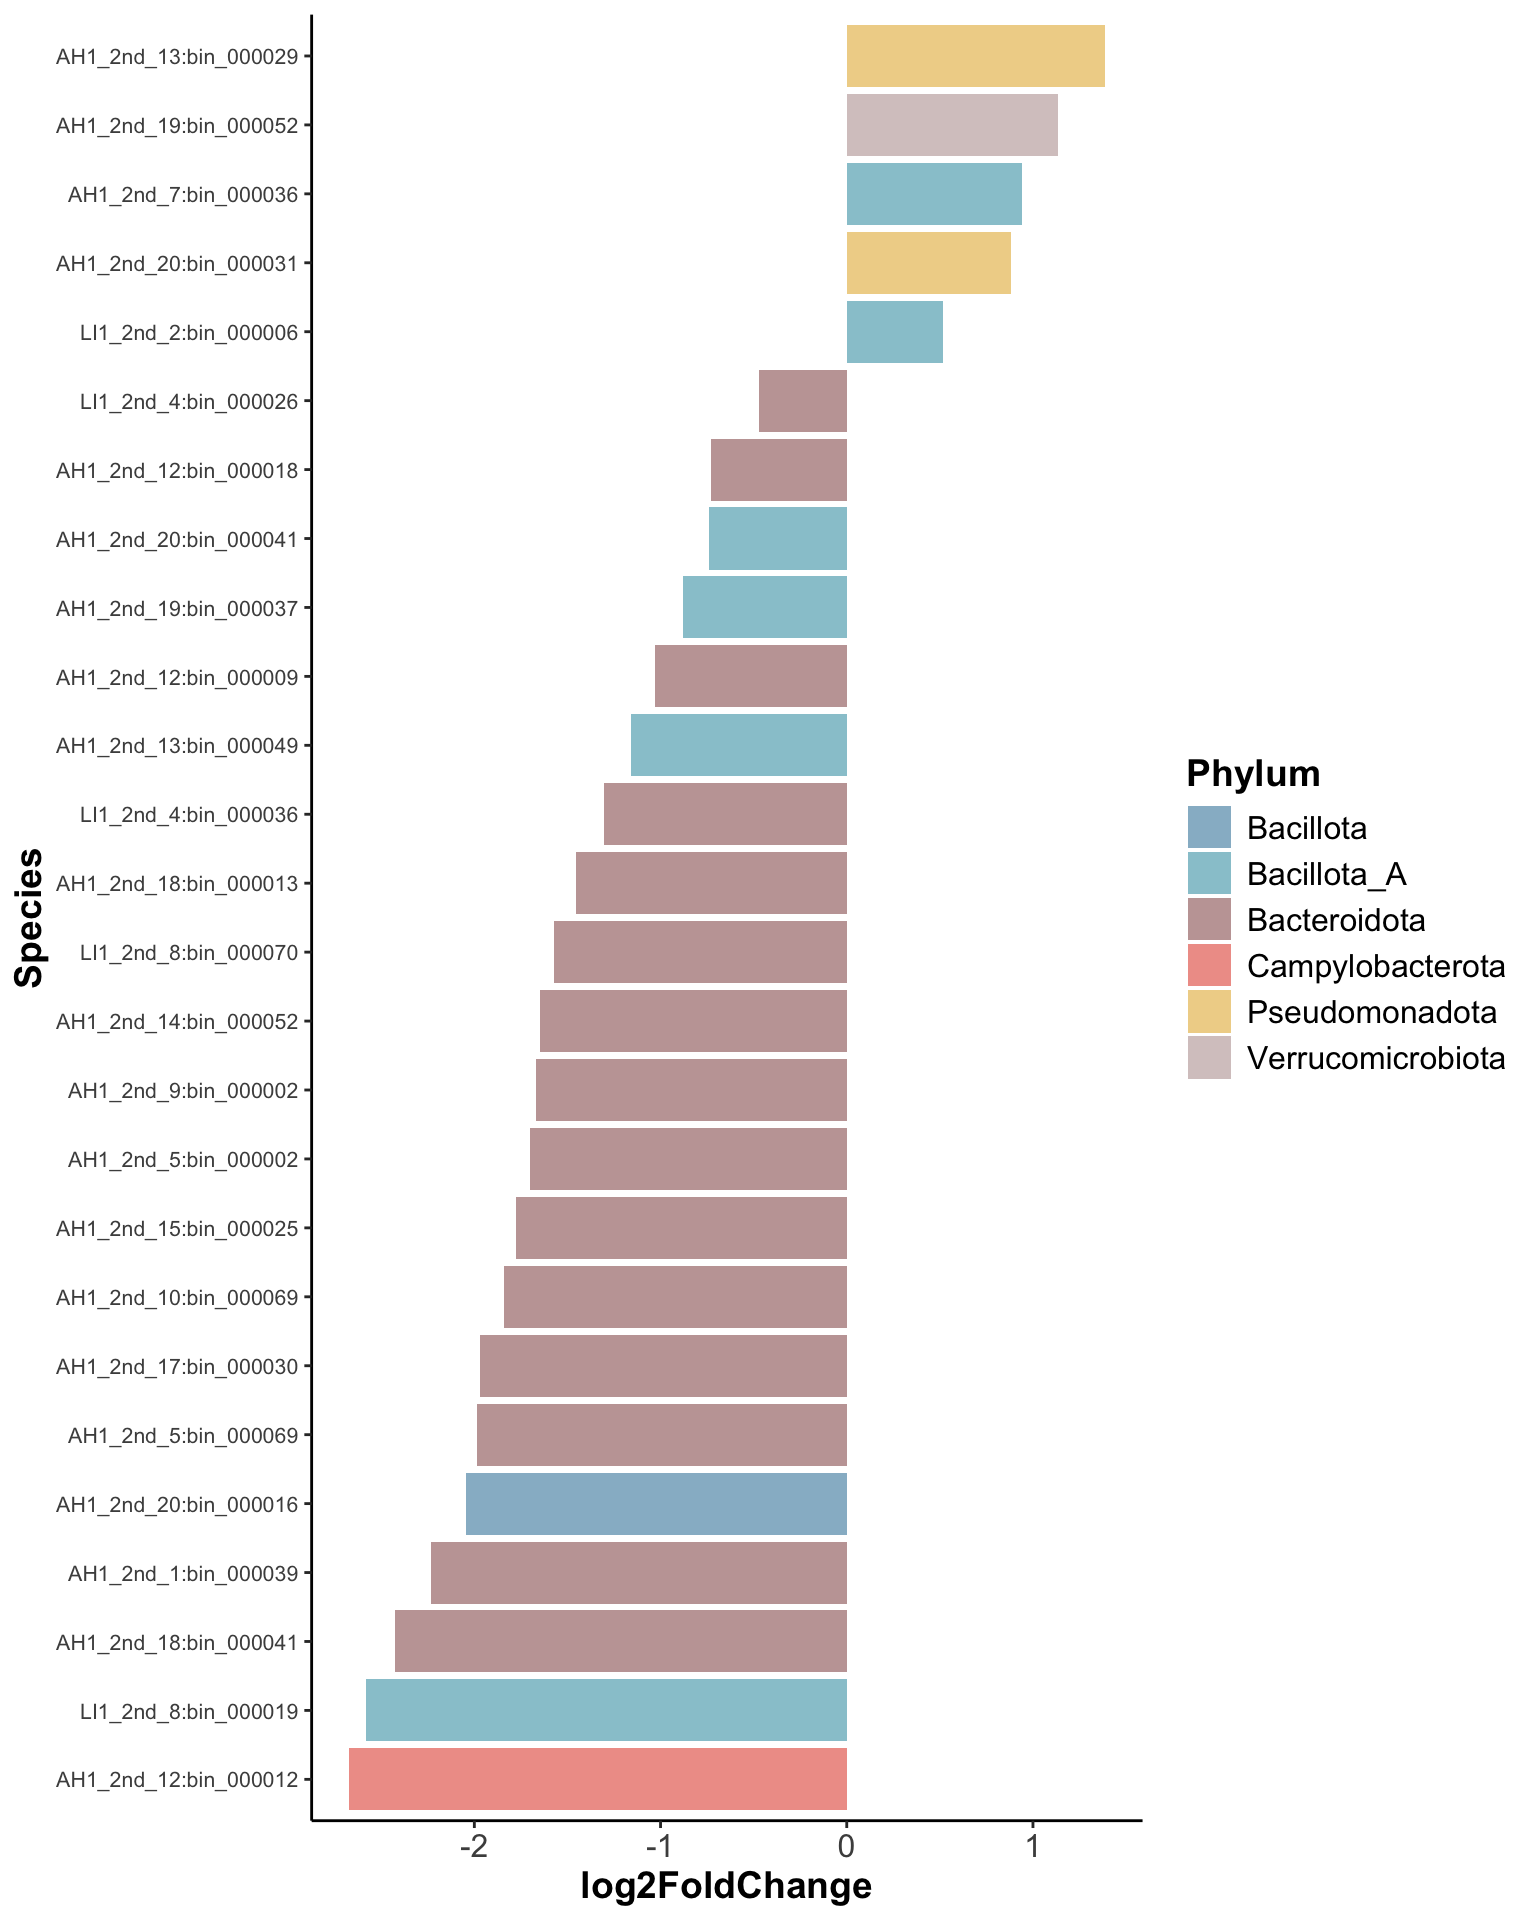 AH1_2nd_13:bin_000029
AH1_2nd_19:bin_000052
AH1_2nd_7:bin_000036
AH1_2nd_20:bin_000031
LI1_2nd_2:bin_000006
LI1_2nd_4:bin_000026
AH1_2nd_12:bin_000018
AH1_2nd_20:bin_000041
AH1_2nd_19:bin_000037
AH1_2nd_12:bin_000009
AH1_2nd_13:bin_000049
LI1_2nd_4:bin_000036
AH1_2nd_18:bin_000013
LI1_2nd_8:bin_000070
AH1_2nd_14:bin_000052
AH1_2nd_9:bin_000002
AH1_2nd_5:bin_000002
AH1_2nd_15:bin_000025
AH1_2nd_10:bin_000069
AH1_2nd_17:bin_000030
AH1_2nd_5:bin_000069
AH1_2nd_20:bin_000016
AH1_2nd_1:bin_000039
AH1_2nd_18:bin_000041
LI1_2nd_8:bin_000019
AH1_2nd_12:bin_000012
Species
-2 -1 0 1
log2FoldChange
Phylum
Bacillota
Bacillota_A
Bacteroidota
Campylobacterota
Pseudomonadota
Verrucomicrobiota